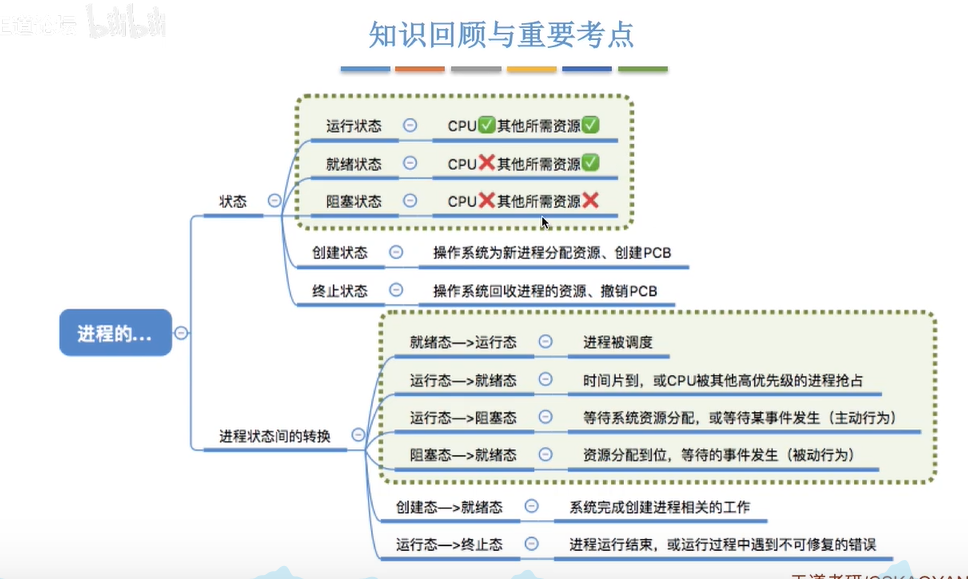 bilibili
知识回顾与重要考点
运行状态 CPU✅其他所需资源✅
就绪状态 CPU❌其他所需资源✅
状态 阻塞状态 CPU❌其他所需资源❌
创建状态 操作系统为新进程分配资源、创建PCB
终止状态 操作系统回收进程的资源、撤销PCB
进程的...
就绪态—>运行态 进程被调度
运行态—>就绪态 时间片到，或CPU被其他高优先级的进程抢占
运行态—>阻塞态 等待系统资源分配，或等待某事件发生（主动行为）
进程状态间的转换 阻塞态—>就绪态 资源分配到位，等待的事件发生（被动行为）
创建态—>就绪态 系统完成创建进程相关的工作
运行态—>终止态 进程运行结束，或运行过程中遇到不可修复的错误